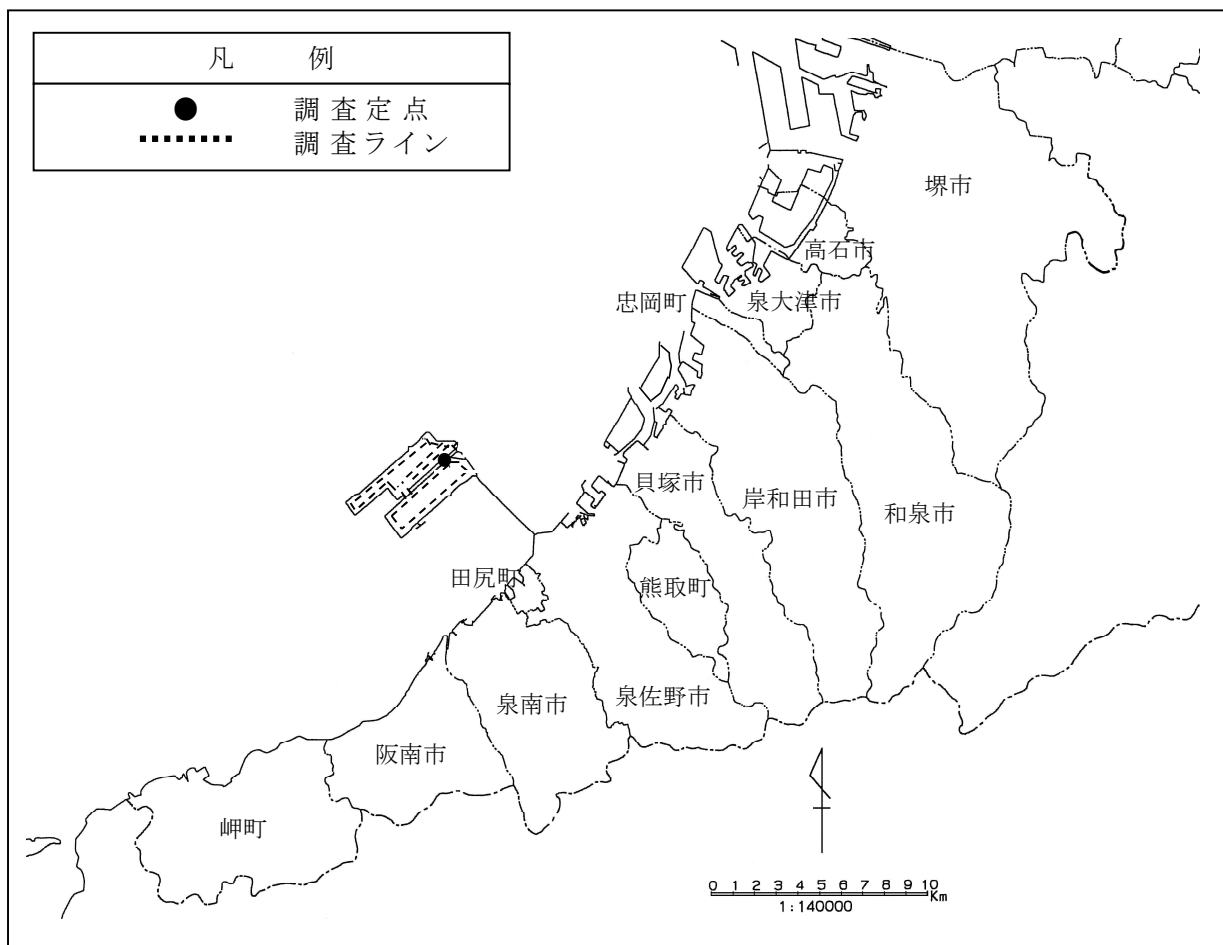 凡 例
調査定点
調査ライン
堺市
高石市
忠岡町
泉大津市
貝塚市
岸和田市
和泉市
田尻町
熊取町
泉南市
泉佐野市
阪南市
岬町
0 1 2 3 4 5 6 7 8 9 10
Km
1:140000